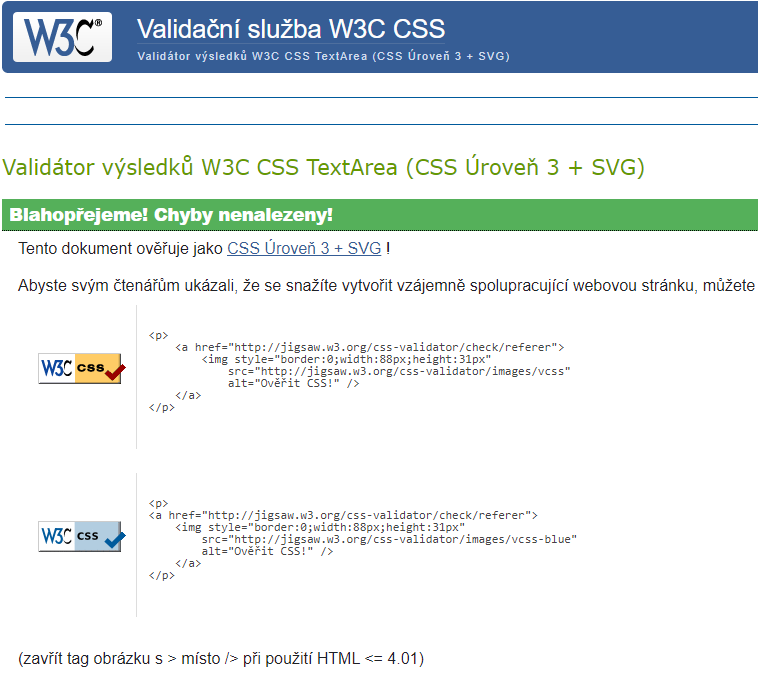 W3C® Validační služba W3C CSS
Validátor výsledků W3C CSS TextArea (CSS Úroveň 3 + SVG)
Validátor výsledků W3C CSS TextArea (CSS Úroveň 3 + SVG)
Blahopřejeme! Chyby nenalezeny!
Tento dokument ověřuje jako CSS Úroveň 3 + SVG !
Abyste svým čtenářům ukázali, že se snažíte vytvořit vzájemně spolupracující webovou stránku, můžete
<p>
<a href="http://jigsaw.w3.org/css-validator/check/referer">
<img style="border:0;width:88px;height:31px"
W3C css
src="http://jigsaw.w3.org/css-validator/images/vcss"
alt="Ověřit CSS!" />
</a>
</p>
<p>
<a href="http://jigsaw.w3.org/css-validator/check/referer">
<img style="border:0;width:88px;height:31px"
W3C css
src="http://jigsaw.w3.org/css-validator/images/vcss-blue"
alt="Ověřit CSS!" />
</a>
</p>
(zavřít tag obrázku s > místo /> při použití HTML <= 4.01)